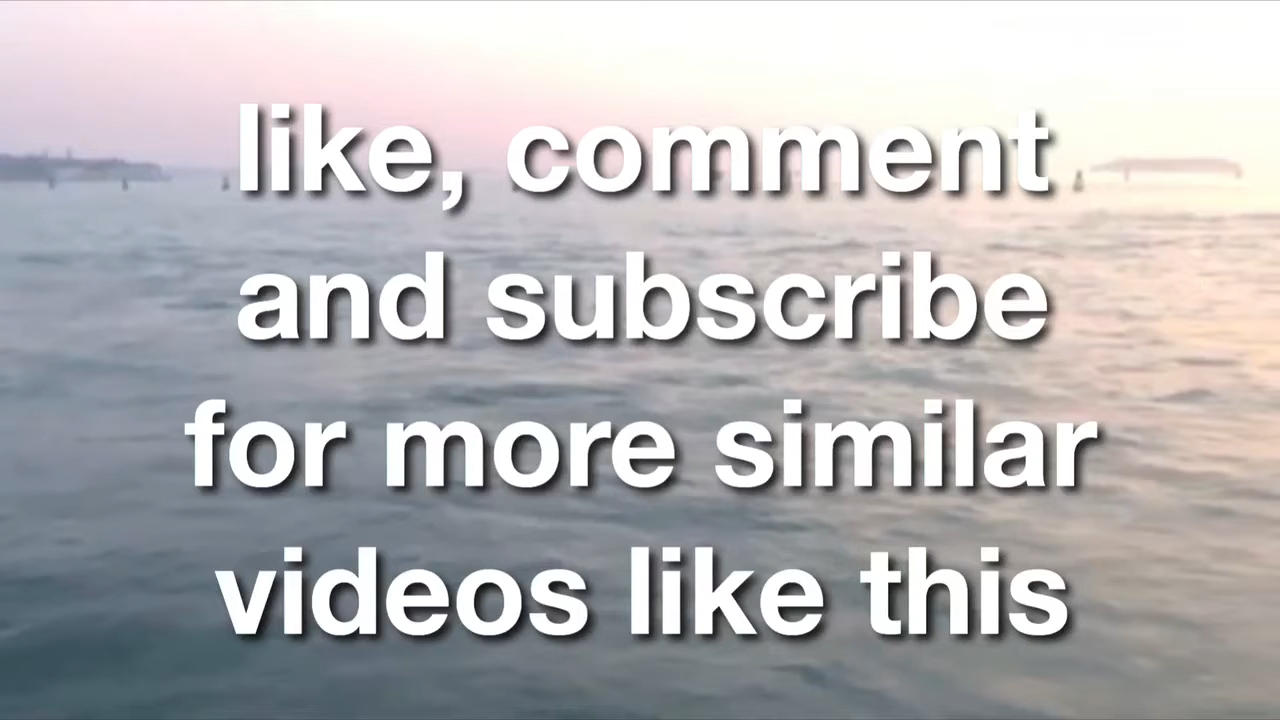 like, comment
and subscribe
for more similar
videos like this